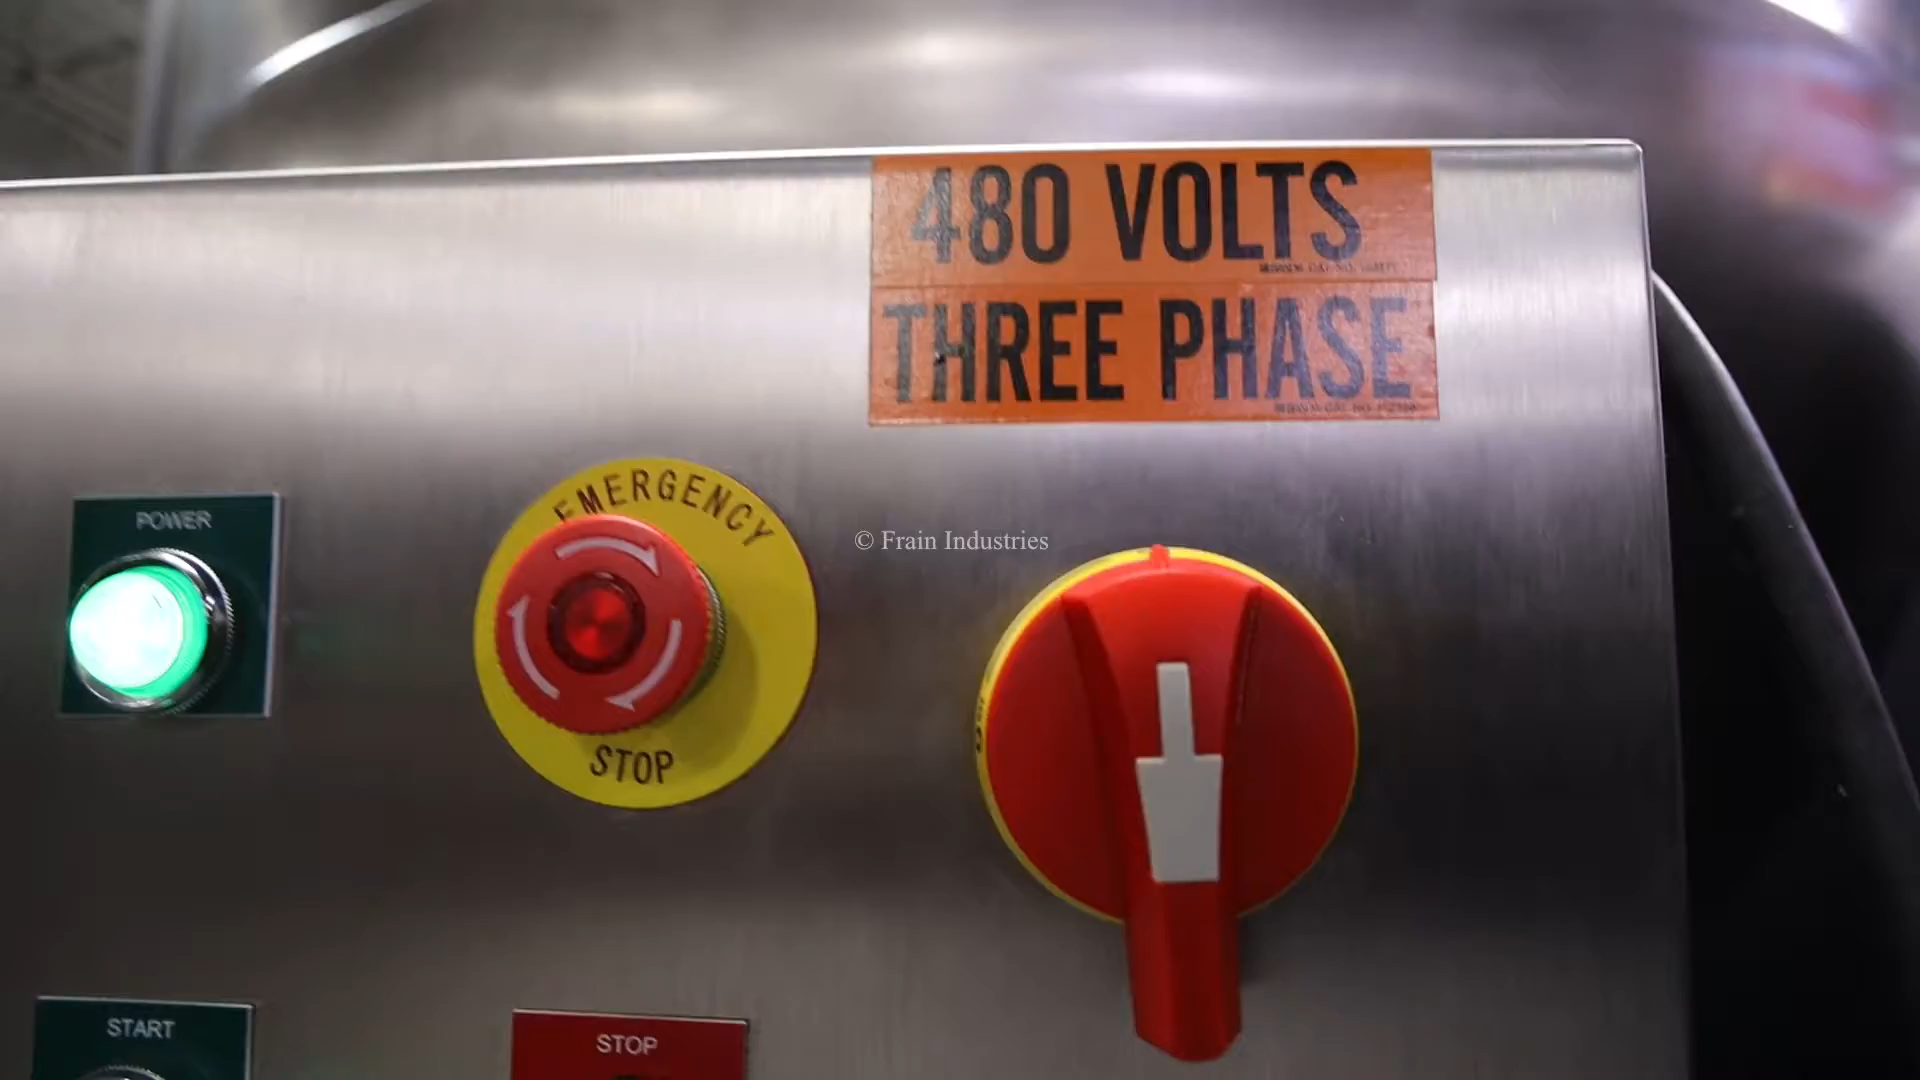 480 VOLTS
THREE PHASE
POWER
EMERGENCY
STOP
© Frain Industries
START
STOP